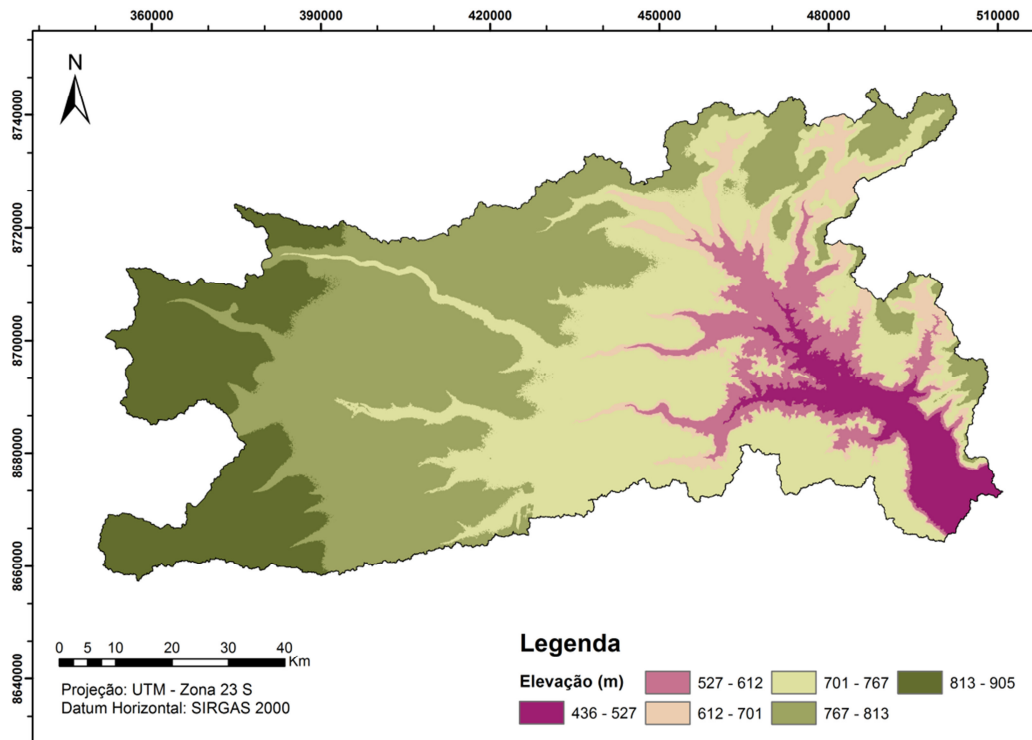 360000 390000 420000 450000 480000 510000
N
8740000
8720000
8700000
8680000
8660000
8640000
0 5 10 20 30 40
Km
Projeção: UTM - Zona 23 S
Datum Horizontal: SIRGAS 2000
Legenda
Elevação (m) 527 - 612 701 - 767 813 - 905
436 - 527 612 - 701 767 - 813